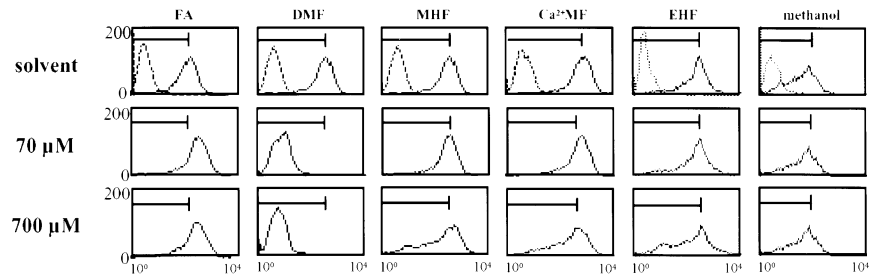 FA DMF MHF Ca²⁺MF EHF methanol
200
solvent
0
200
70 µM
0
200
700 µM
0
10⁰ 10⁴ 10⁰ 10⁴ 10⁰ 10⁴ 10⁰ 10⁴ 10⁰ 10⁴ 10⁰ 10⁴